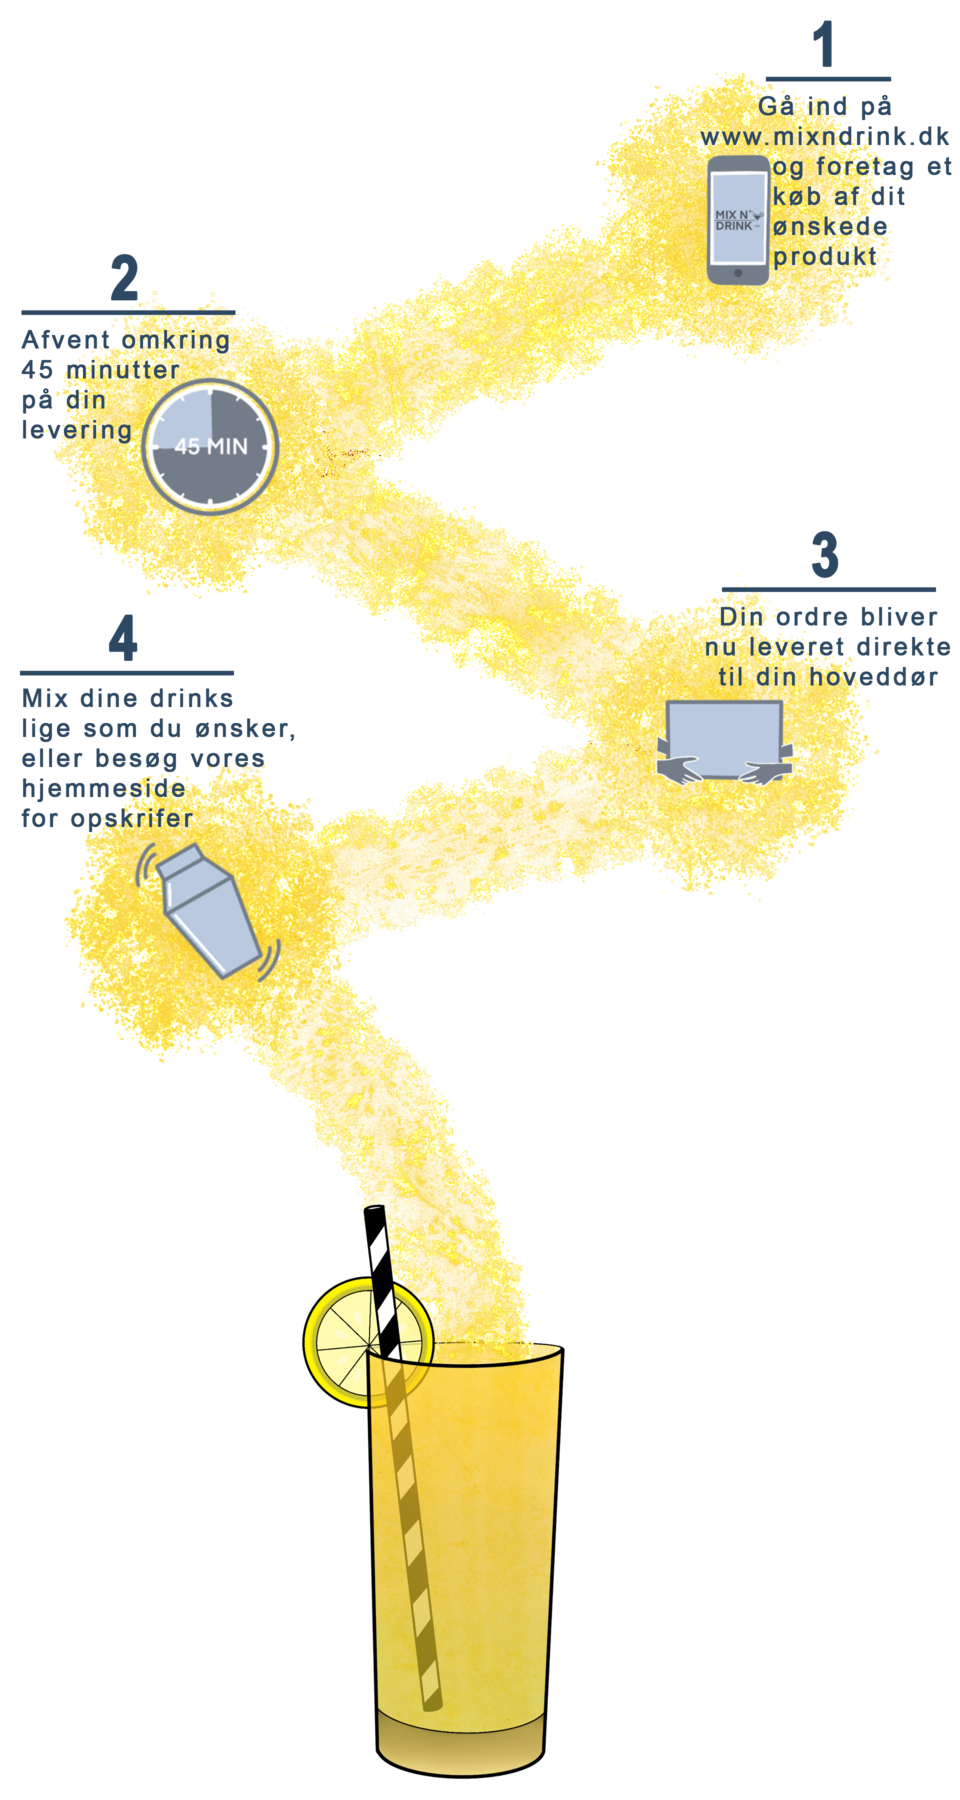 1
Gå ind på
www.mixndrink.dk
og foretag et
køb af dit
ønskede
produkt
MIX N'
DRINK
2
Afvent omkring
45 minutter
på din
levering
45 MIN
3
Din ordre bliver
nu leveret direkte
til din hoveddør
4
Mix dine drinks
lige som du ønsker,
eller besøg vores
hjemmeside
for opskrifer